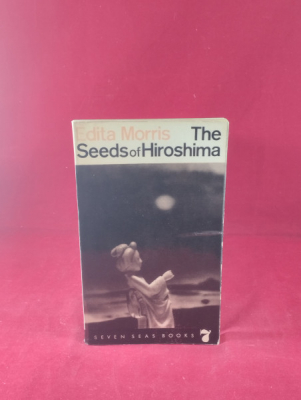 Edita Morris The
Seeds of Hiroshima
SEVEN SEAS BOOKS 7